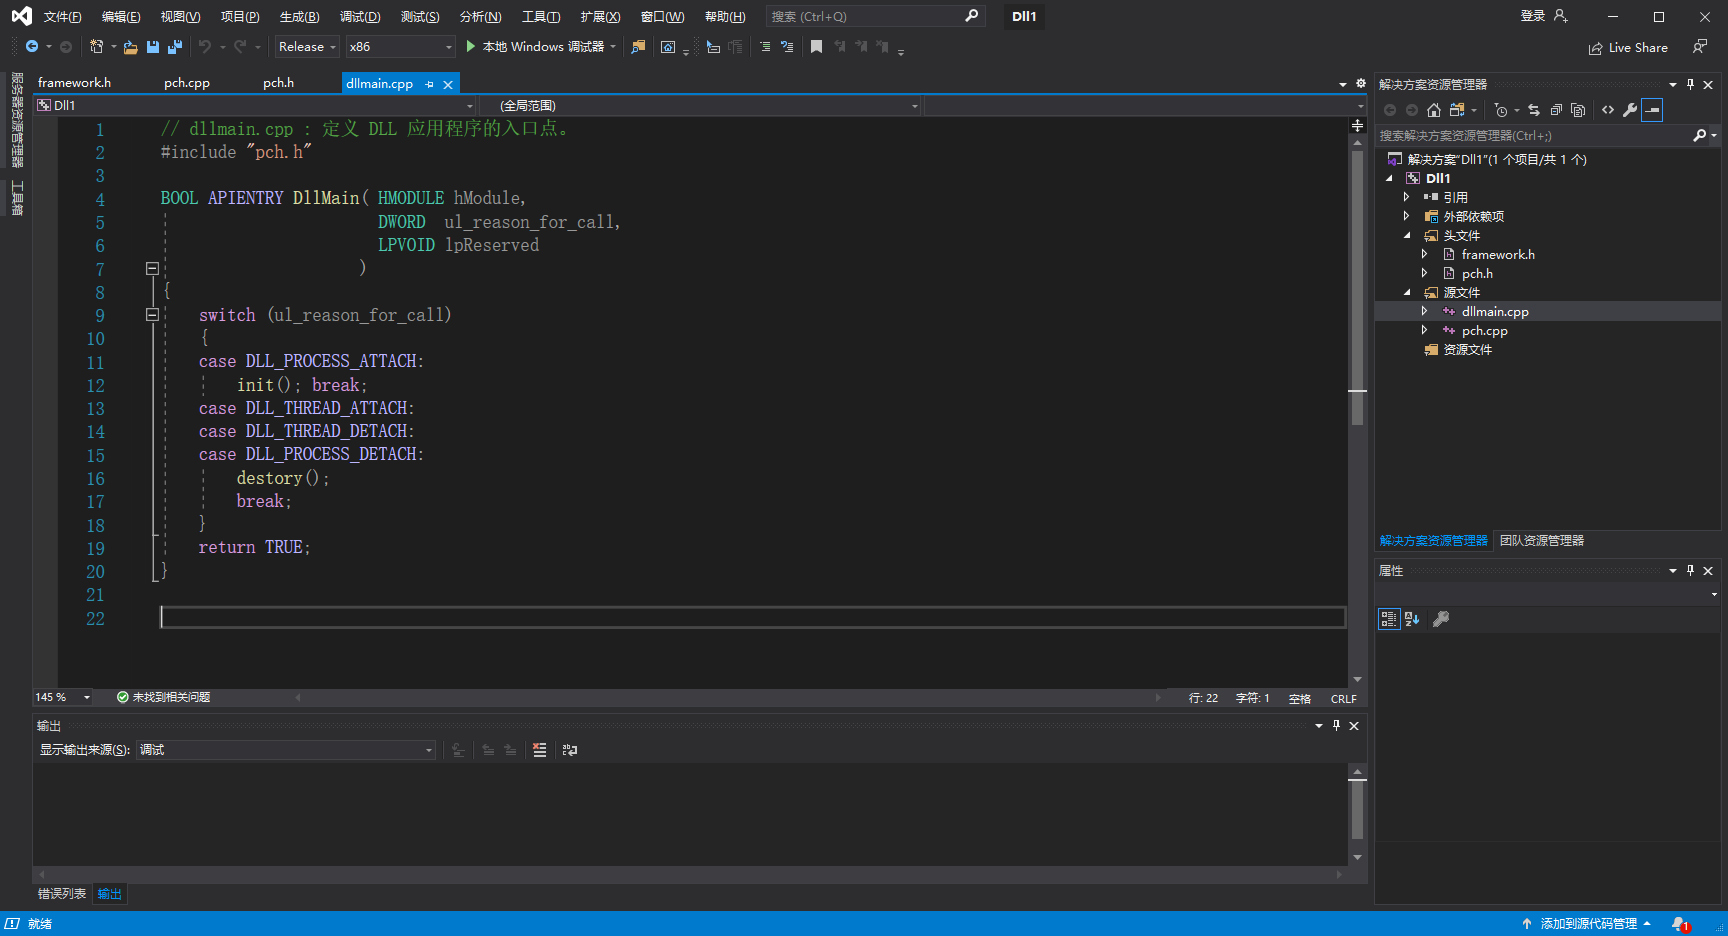 文件(F) 编辑(E) 视图(V) 项目(P) 生成(B) 调试(D) 测试(S) 分析(N) 工具(T) 扩展(X) 窗口(W) 帮助(H) 搜索 (Ctrl+Q) Dll1 登录
Release x86 本地 Windows 调试器 Live Share
服务器资源管理器
工具箱
framework.h pch.cpp pch.h dllmain.cpp
Dll1 (全局范围)
1 // dllmain.cpp : 定义 DLL 应用程序的入口点。
2 #include "pch.h"
3
4 BOOL APIENTRY DllMain( HMODULE hModule,
5 DWORD  ul_reason_for_call,
6 LPVOID lpReserved
7 )
8 {
9 switch (ul_reason_for_call)
10 {
11 case DLL_PROCESS_ATTACH:
12 init(); break;
13 case DLL_THREAD_ATTACH:
14 case DLL_THREAD_DETACH:
15 case DLL_PROCESS_DETACH:
16 destory();
17 break;
18 }
19 return TRUE;
20 }
21
22
145 % 未找到相关问题 行: 22 字符: 1 空格 CRLF
输出
显示输出来源(S): 调试
错误列表 输出
解决方案资源管理器
搜索解决方案资源管理器(Ctrl+;)
解决方案"Dll1"(1 个项目/共 1 个)
Dll1
引用
外部依赖项
头文件
framework.h
pch.h
源文件
dllmain.cpp
pch.cpp
资源文件
解决方案资源管理器 团队资源管理器
属性
就绪 添加到源代码管理 1